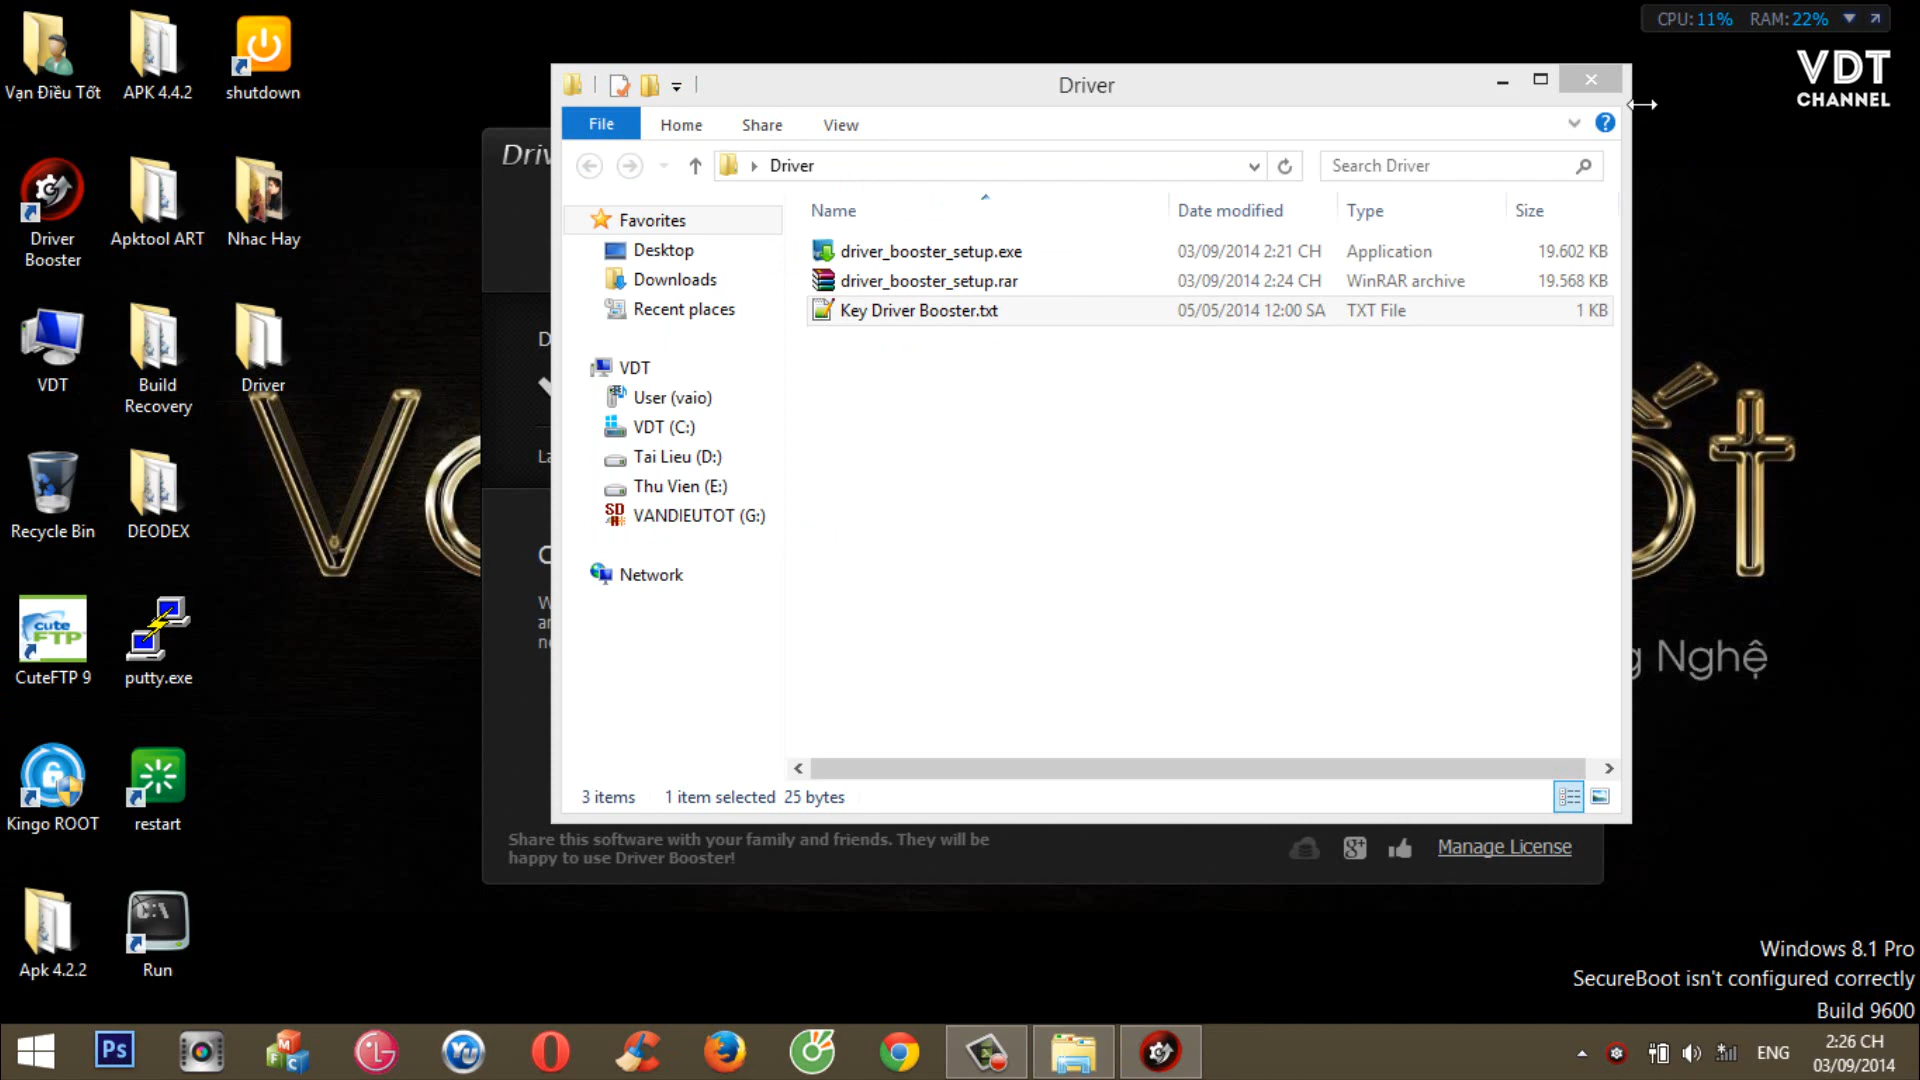 CPU: 11% RAM: 22%
VDT
CHANNEL
Vạn Điều Tốt
APK 4.4.2
shutdown
Driver
Booster
Apktool ART
Nhac Hay
VDT
Build
Recovery
Driver
Recycle Bin
DEODEX
cute
FTP
CuteFTP 9
putty.exe
Kingo ROOT
restart
Apk 4.2.2
C:\
Run
Driver
File
Home
Share
View
Driver
Search Driver
Favorites
Desktop
Downloads
Recent places
VDT
User (vaio)
VDT (C:)
Tai Lieu (D:)
Thu Vien (E:)
VANDIEUTOT (G:)
Network
Name Date modified Type Size
driver_booster_setup.exe 03/09/2014 2:21 CH Application 19.602 KB
driver_booster_setup.rar 03/09/2014 2:24 CH WinRAR archive 19.568 KB
Key Driver Booster.txt 05/05/2014 12:00 SA TXT File 1 KB
3 items 1 item selected 25 bytes
Share this software with your family and friends. They will be
happy to use Driver Booster!
Manage License
Nghệ
Windows 8.1 Pro
SecureBoot isn't configured correctly
Build 9600
Ps
ENG
2:26 CH
03/09/2014